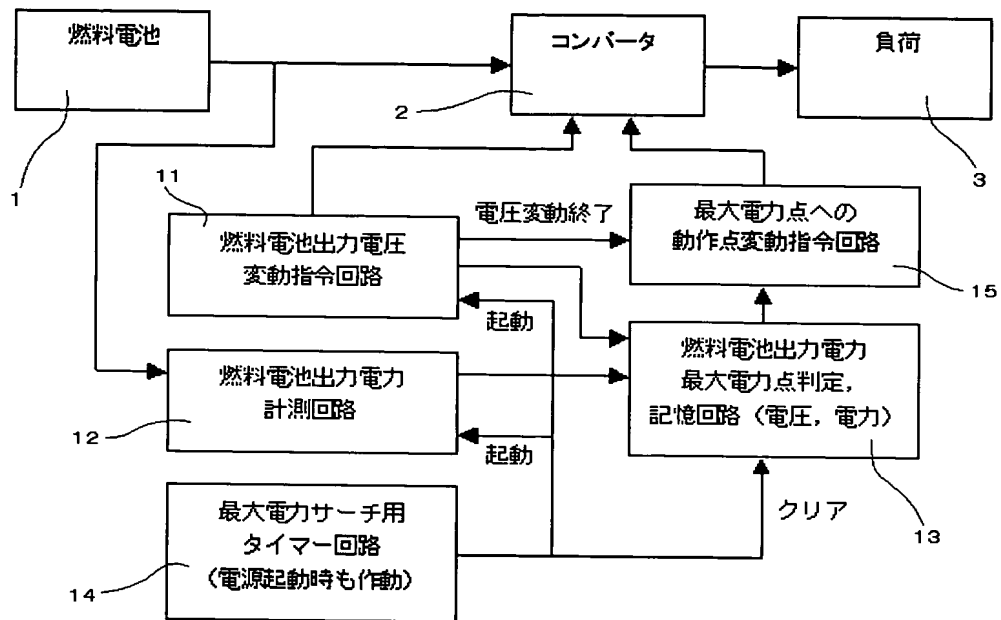 燃料電池
コンバータ
負荷
1
2
3
11
燃料電池出力電圧
変動指令回路
電圧変動終了
最大電力点への
動作点変動指令回路
15
起動
12
燃料電池出力電力
計測回路
起動
燃料電池出力電力
最大電力点判定,
記憶回路(電圧,電力)
13
14
最大電力サーチ用
タイマー回路
(電源起動時も作動)
クリア